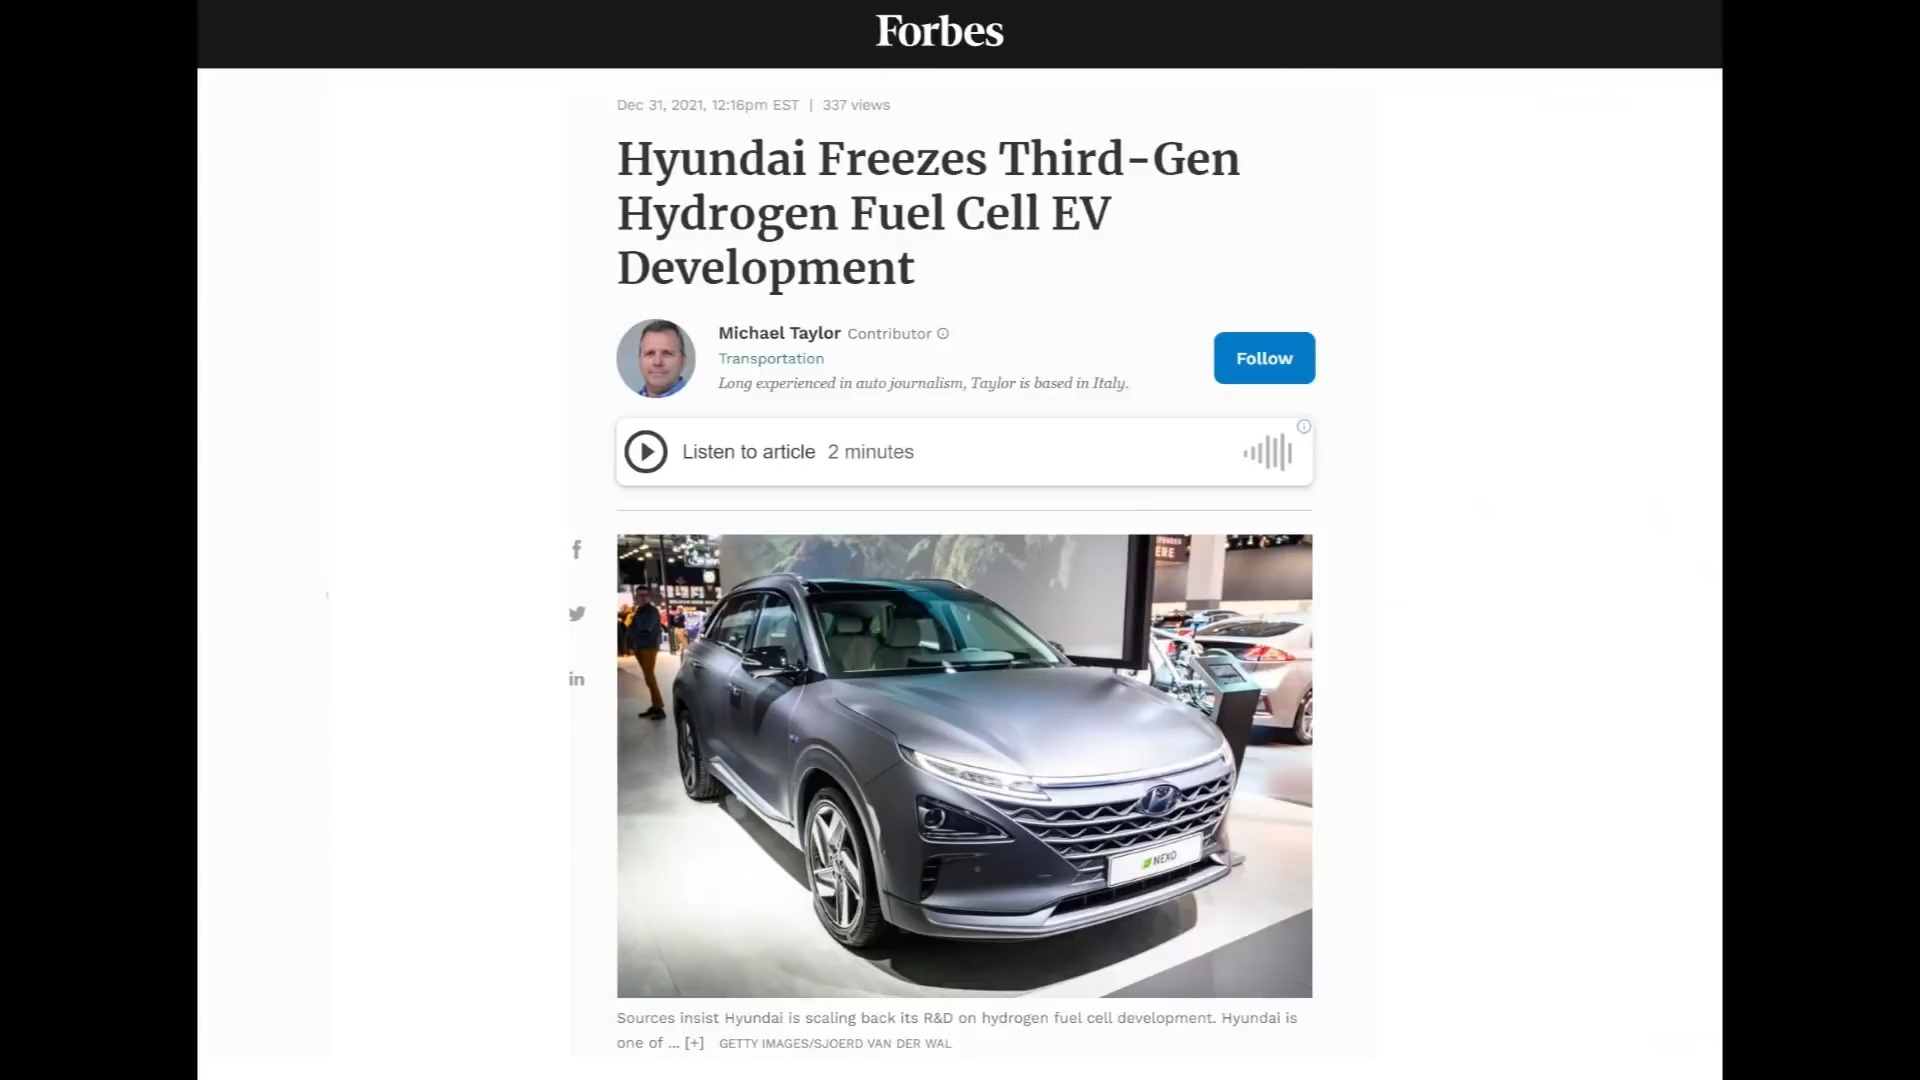 Forbes
Dec 31, 2021, 12:16pm EST | 337 views
Hyundai Freezes Third-Gen
Hydrogen Fuel Cell EV
Development
Michael Taylor Contributor
Transportation
Long experienced in auto journalism, Taylor is based in Italy.
Follow
Listen to article 2 minutes
f
in
ERE
NEXO
Sources insist Hyundai is scaling back its R&D on hydrogen fuel cell development. Hyundai is
one of ... [+] GETTY IMAGES/SJOERD VAN DER WAL